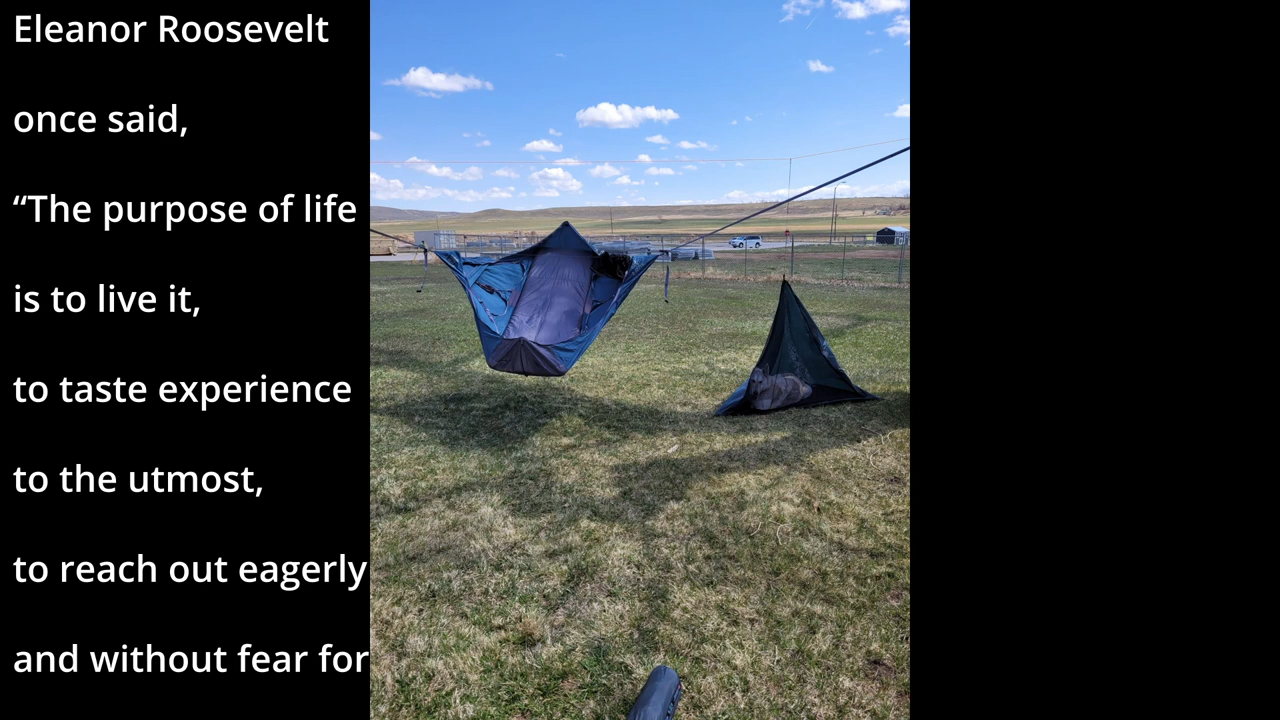 Eleanor Roosevelt
once said,
“The purpose of life
is to live it,
to taste experience
to the utmost,
to reach out eagerly
and without fear for